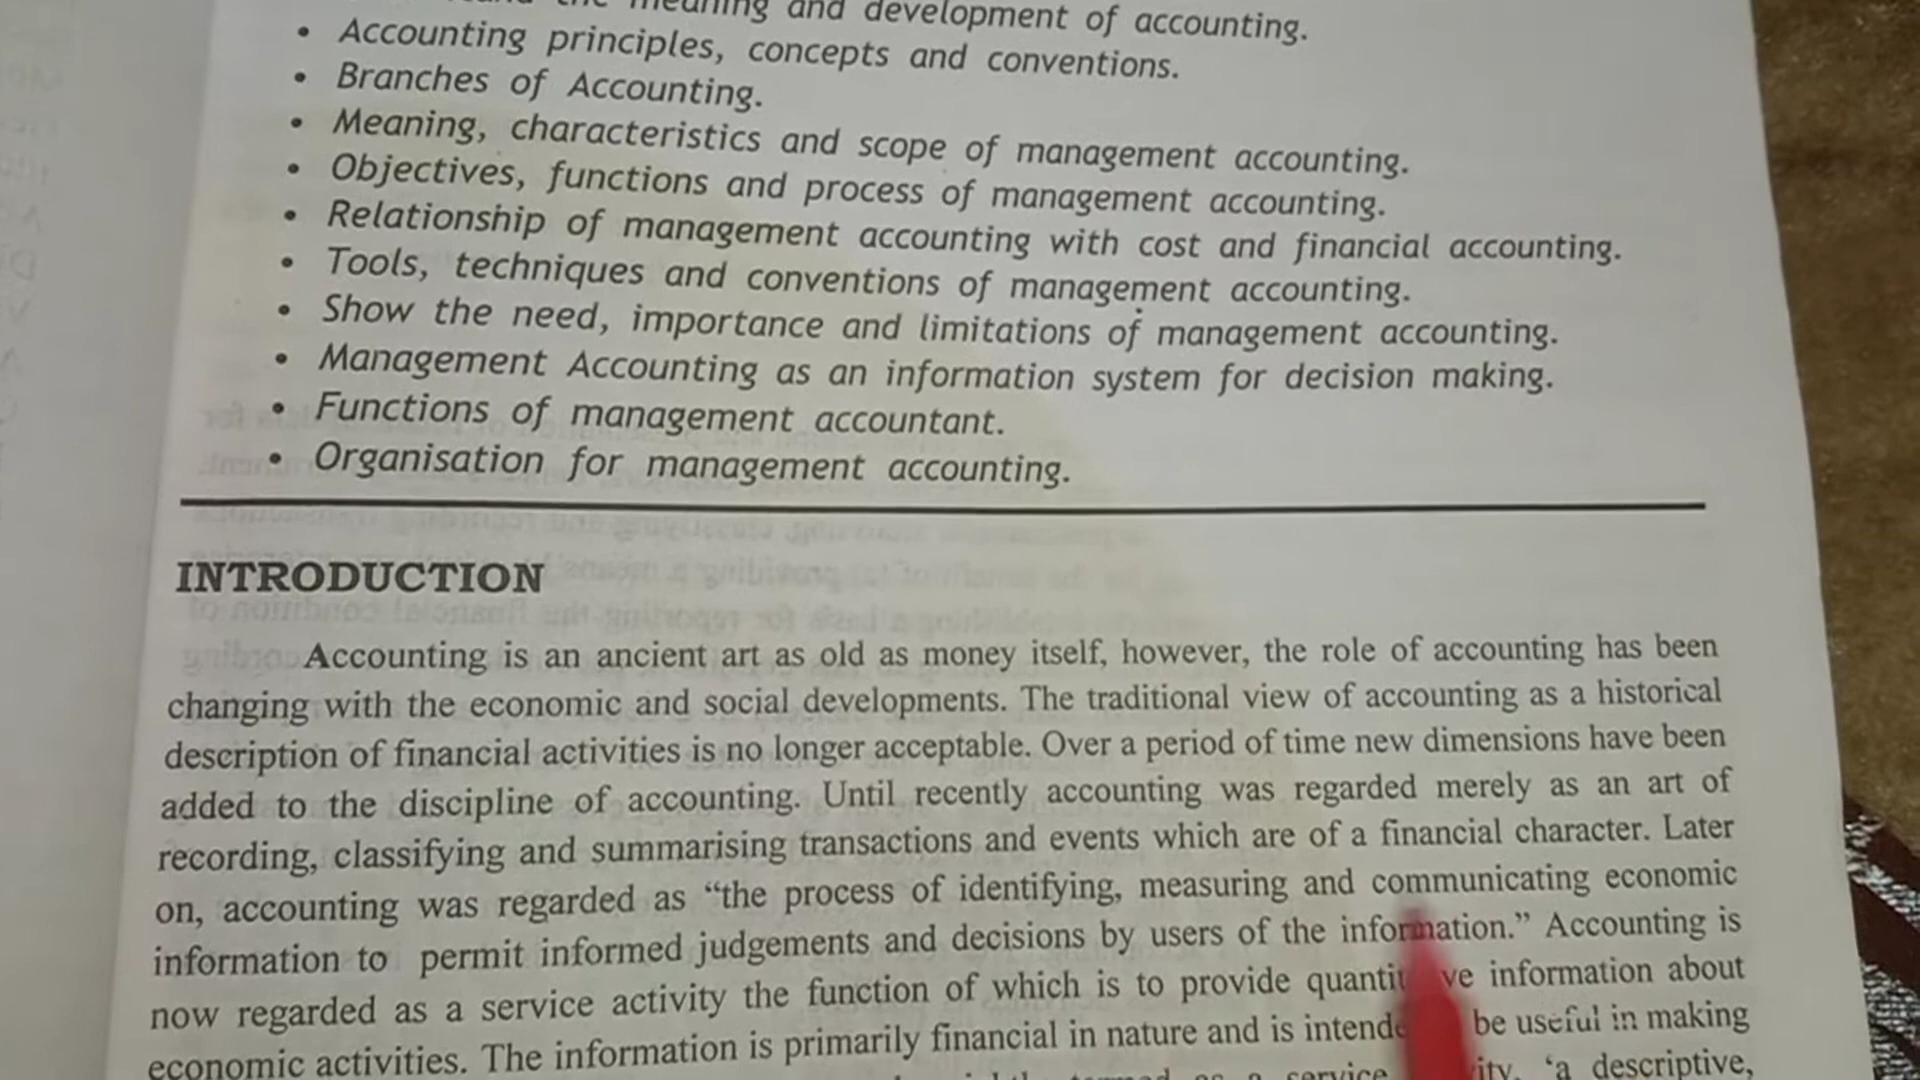 the meaning and development of accounting.
• Accounting principles, concepts and conventions.
• Branches of Accounting.
• Meaning, characteristics and scope of management accounting.
• Objectives, functions and process of management accounting.
• Relationship of management accounting with cost and financial accounting.
• Tools, techniques and conventions of management accounting.
• Show the need, importance and limitations of management accounting.
• Management Accounting as an information system for decision making.
• Functions of management accountant.
• Organisation for management accounting.
INTRODUCTION
Accounting is an ancient art as old as money itself, however, the role of accounting has been
changing with the economic and social developments. The traditional view of accounting as a historical
description of financial activities is no longer acceptable. Over a period of time new dimensions have been
added to the discipline of accounting. Until recently accounting was regarded merely as an art of
recording, classifying and summarising transactions and events which are of a financial character. Later
on, accounting was regarded as “the process of identifying, measuring and communicating economic
information to permit informed judgements and decisions by users of the information.” Accounting is
now regarded as a service activity the function of which is to provide information about
economic activities. The information is primarily financial in nature and is be useful in making
as a service ‘a descriptive,